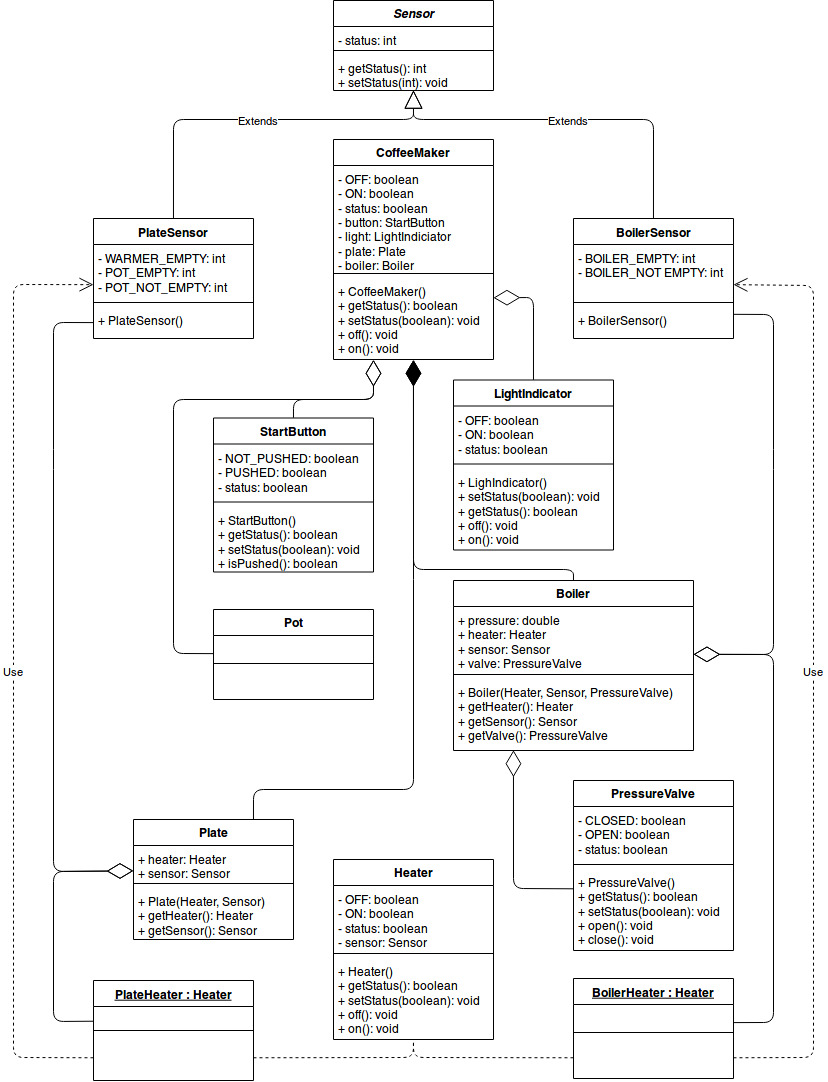 Sensor
- status: int
+ getStatus(): int
+ setStatus(int): void
Extends
Extends
CoffeeMaker
- OFF: boolean
- ON: boolean
- status: boolean
- button: StartButton
- light: LightIndiciator
- plate: Plate
- boiler: Boiler
+ CoffeeMaker()
+ getStatus(): boolean
+ setStatus(boolean): void
+ off(): void
+ on(): void
PlateSensor
- WARMER_EMPTY: int
- POT_EMPTY: int
- POT_NOT_EMPTY: int
+ PlateSensor()
BoilerSensor
- BOILER_EMPTY: int
- BOILER_NOT EMPTY: int
+ BoilerSensor()
LightIndicator
- OFF: boolean
- ON: boolean
- status: boolean
+ LighIndicator()
+ setStatus(boolean): void
+ getStatus(): boolean
+ off(): void
+ on(): void
StartButton
- NOT_PUSHED: boolean
- PUSHED: boolean
- status: boolean
+ StartButton()
+ getStatus(): boolean
+ setStatus(boolean): void
+ isPushed(): boolean
Pot
Boiler
+ pressure: double
+ heater: Heater
+ sensor: Sensor
+ valve: PressureValve
+ Boiler(Heater, Sensor, PressureValve)
+ getHeater(): Heater
+ getSensor(): Sensor
+ getValve(): PressureValve
Use
Use
PressureValve
- CLOSED: boolean
- OPEN: boolean
- status: boolean
+ PressureValve()
+ getStatus(): boolean
+ setStatus(boolean): void
+ open(): void
+ close(): void
Plate
+ heater: Heater
+ sensor: Sensor
+ Plate(Heater, Sensor)
+ getHeater(): Heater
+ getSensor(): Sensor
Heater
- OFF: boolean
- ON: boolean
- status: boolean
- sensor: Sensor
+ Heater()
+ getStatus(): boolean
+ setStatus(boolean): void
+ off(): void
+ on(): void
PlateHeater : Heater
BoilerHeater : Heater